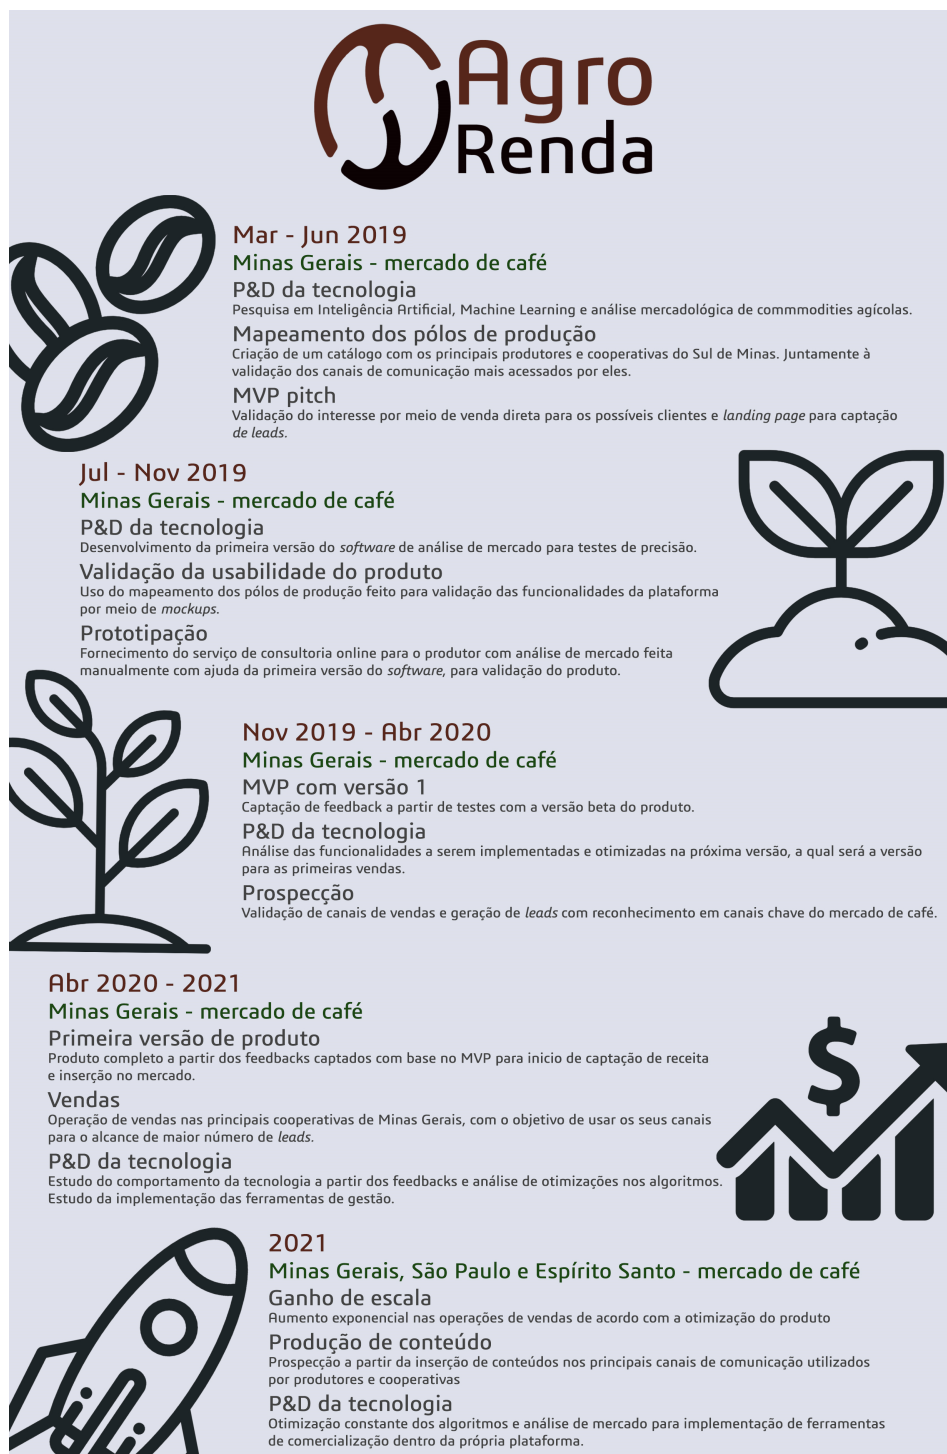 Agro
Renda
Mar - Jun 2019
Minas Gerais - mercado de café
P&D da tecnologia
Pesquisa em Inteligência Artificial, Machine Learning e análise mercadológica de commmodities agícolas.
Mapeamento dos pólos de produção
Criação de um catálogo com os principais produtores e cooperativas do Sul de Minas. Juntamente à
validação dos canais de comunicação mais acessados por eles.
MVP pitch
Validação do interesse por meio de venda direta para os possíveis clientes e landing page para captação
de leads.
Jul - Nov 2019
Minas Gerais - mercado de café
P&D da tecnologia
Desenvolvimento da primeira versão do software de análise de mercado para testes de precisão.
Validação da usabilidade do produto
Uso do mapeamento dos pólos de produção feito para validação das funcionalidades da plataforma
por meio de mockups.
Prototipação
Fornecimento do serviço de consultoria online para o produtor com análise de mercado feita
manualmente com ajuda da primeira versão do software, para validação do produto.
Nov 2019 - Abr 2020
Minas Gerais - mercado de café
MVP com versão 1
Captação de feedback a partir de testes com a versão beta do produto.
P&D da tecnologia
Análise das funcionalidades a serem implementadas e otimizadas na próxima versão, a qual será a versão
para as primeiras vendas.
Prospecção
Validação de canais de vendas e geração de leads com reconhecimento em canais chave do mercado de café.
Abr 2020 - 2021
Minas Gerais - mercado de café
Primeira versão de produto
Produto completo a partir dos feedbacks captados com base no MVP para inicio de captação de receita
e inserção no mercado.
Vendas
Operação de vendas nas principais cooperativas de Minas Gerais, com o objetivo de usar os seus canais
para o alcance de maior número de leads.
P&D da tecnologia
Estudo do comportamento da tecnologia a partir dos feedbacks e análise de otimizações nos algoritmos.
Estudo da implementação das ferramentas de gestão.
$
2021
Minas Gerais, São Paulo e Espírito Santo - mercado de café
Ganho de escala
Aumento exponencial nas operações de vendas de acordo com a otimização do produto
Produção de conteúdo
Prospecção a partir da inserção de conteúdos nos principais canais de comunicação utilizados
por produtores e cooperativas
P&D da tecnologia
Otimização constante dos algoritmos e análise de mercado para implementação de ferramentas
de comercialização dentro da própria plataforma.